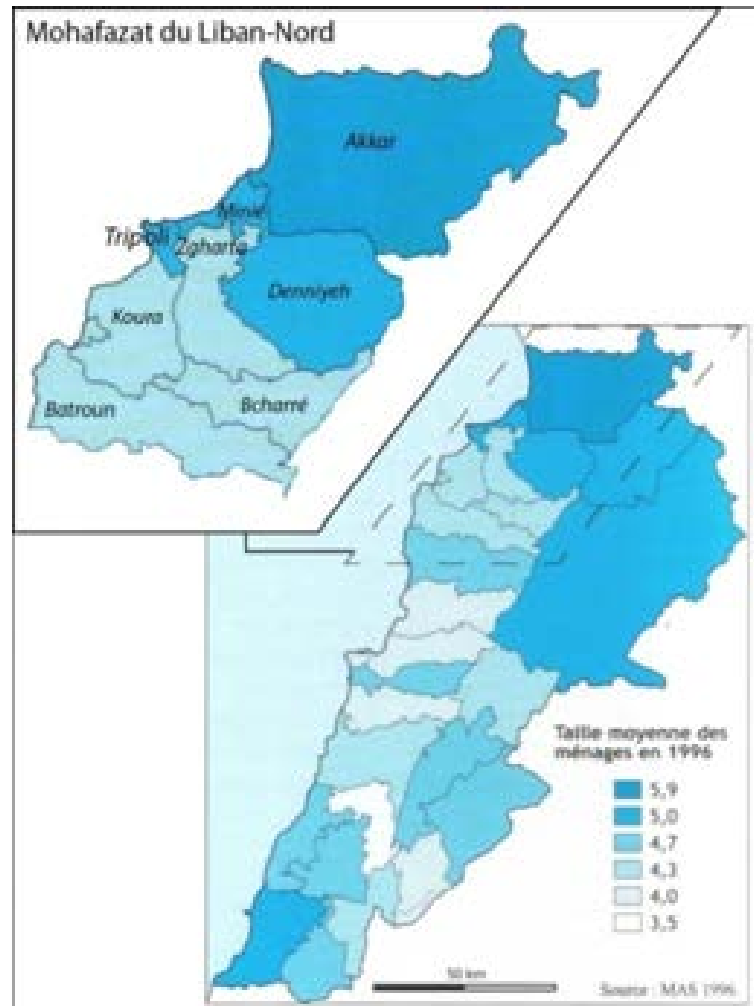 Mohafazat du Liban-Nord
Akkar
Minié
Tripoli
Zgharta
Denniyeh
Koura
Batroun
Bcharré
Taille moyenne des
ménages en 1996
5,9
5,0
4,7
4,3
4,0
3,5
50 km
Source : MAS 1996